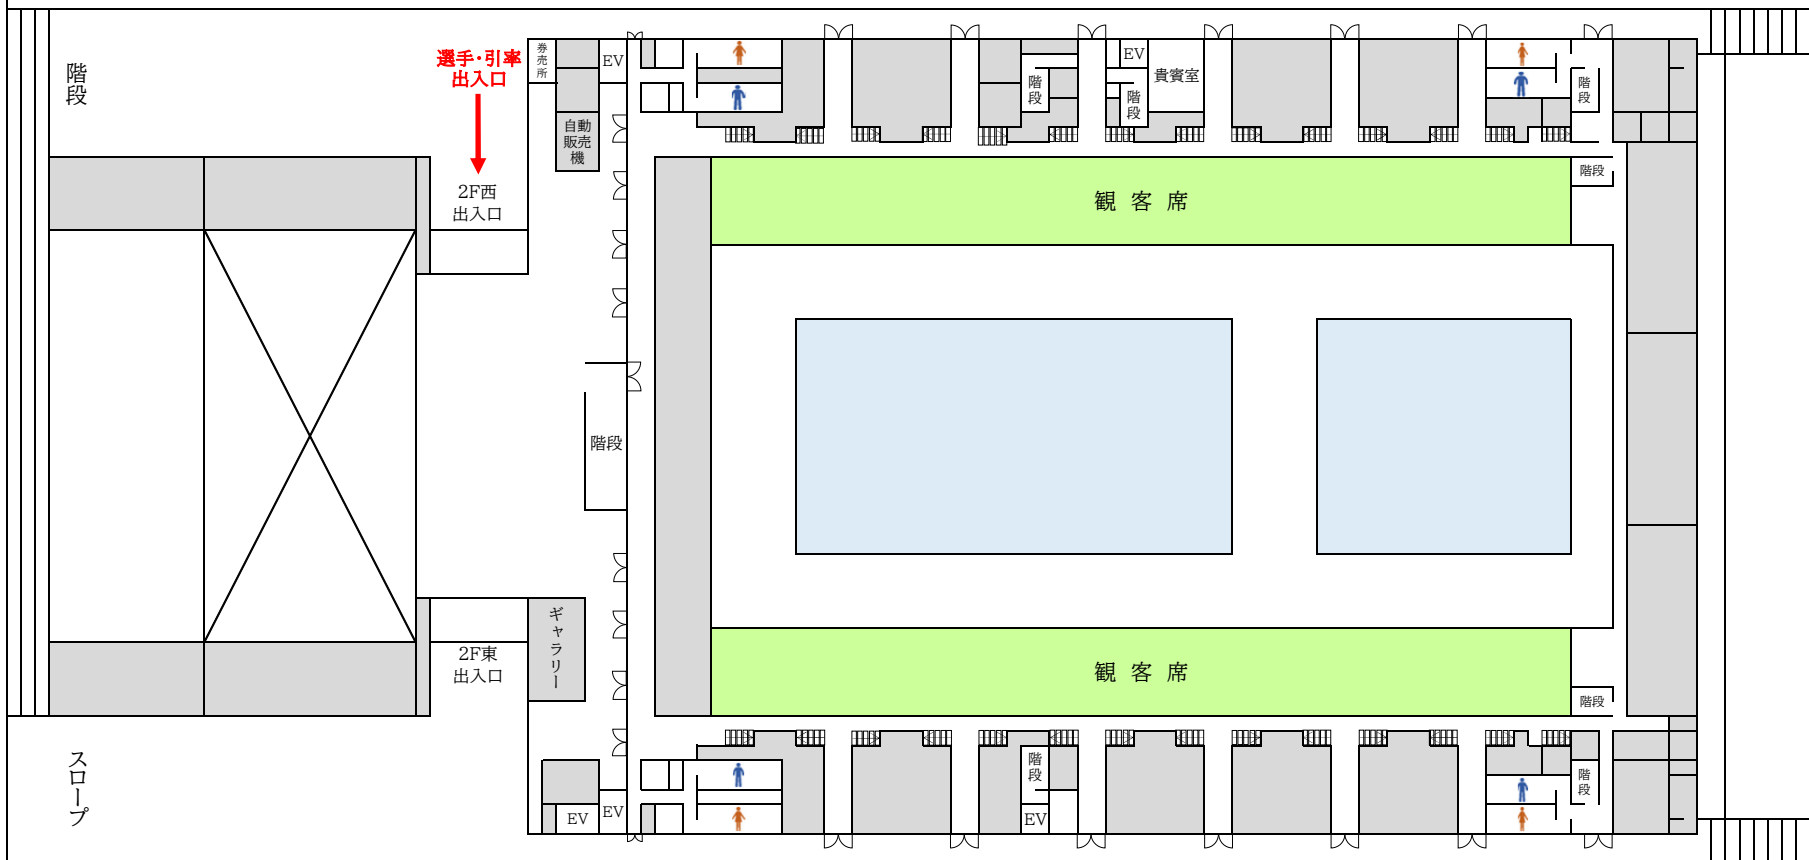 階段
選手・引率
出入口
2F西
出入口
券売所
EV
自動
販売
機
階段
EV
階段
貴賓室
階段
階段
観客席
階段
ギャラリー
2F東
出入口
観客席
階段
スロープ
EV
EV
階段
EV
階段